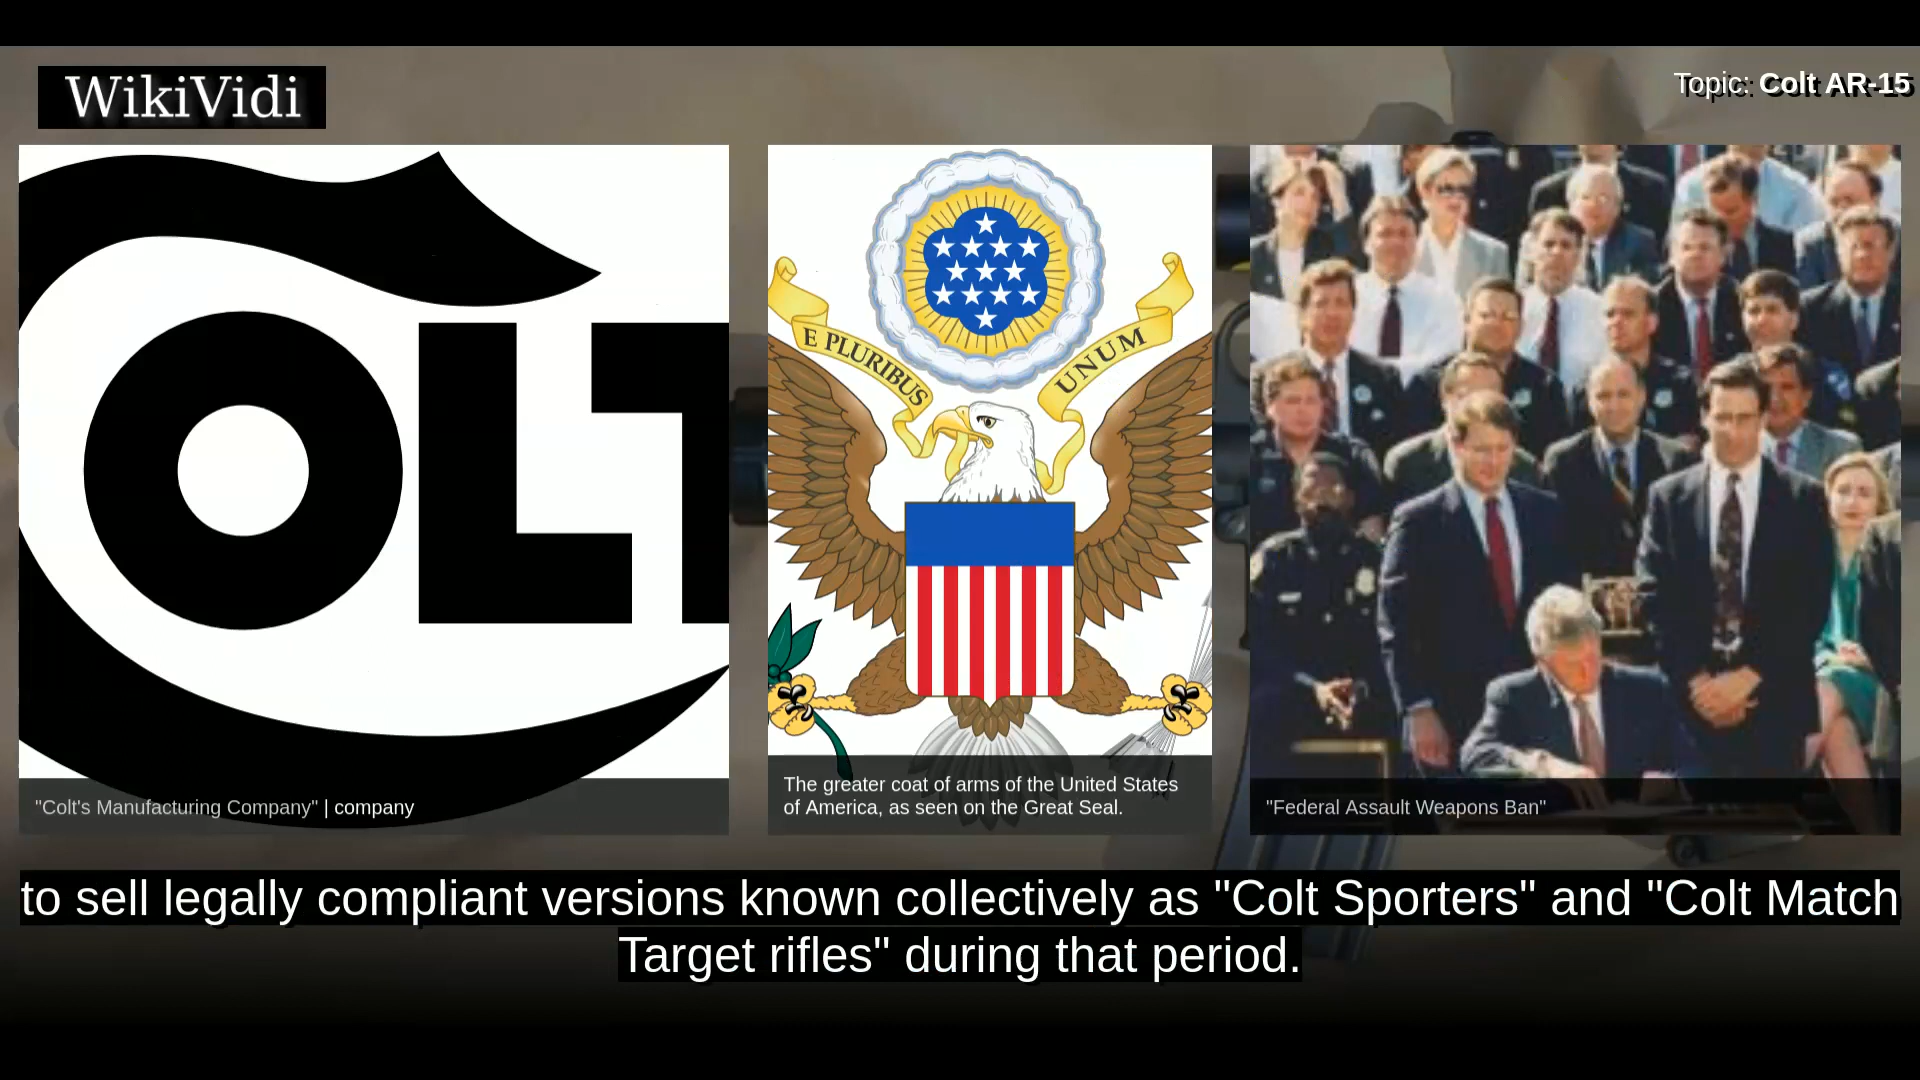 WikiVidi
Topic: Colt AR-15
OLT
E PLURIBUS
UNUM
"Colt's Manufacturing Company" | company
The greater coat of arms of the United States
of America, as seen on the Great Seal.
"Federal Assault Weapons Ban"
to sell legally compliant versions known collectively as "Colt Sporters" and "Colt Match
Target rifles" during that period.